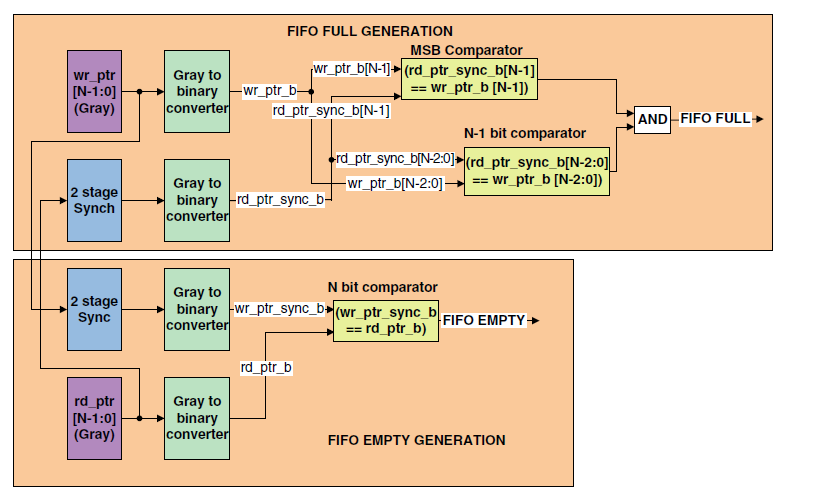 FIFO FULL GENERATION
MSB Comparator
wr_ptr
[N-1:0]
(Gray)
Gray to
binary
converter
wr_ptr_b
wr_ptr_b[N-1]
rd_ptr_sync_b[N-1]
(rd_ptr_sync_b[N-1]
== wr_ptr_b [N-1])
AND
FIFO FULL
N-1 bit comparator
2 stage
Synch
Gray to
binary
converter
rd_ptr_sync_b
rd_ptr_sync_b[N-2:0]
wr_ptr_b[N-2:0]
(rd_ptr_sync_b[N-2:0]
== wr_ptr_b [N-2:0])
2 stage
Sync
Gray to
binary
converter
wr_ptr_sync_b
N bit comparator
(wr_ptr_sync_b
== rd_ptr_b)
FIFO EMPTY
rd_ptr_b
rd_ptr
[N-1:0]
(Gray)
Gray to
binary
converter
FIFO EMPTY GENERATION